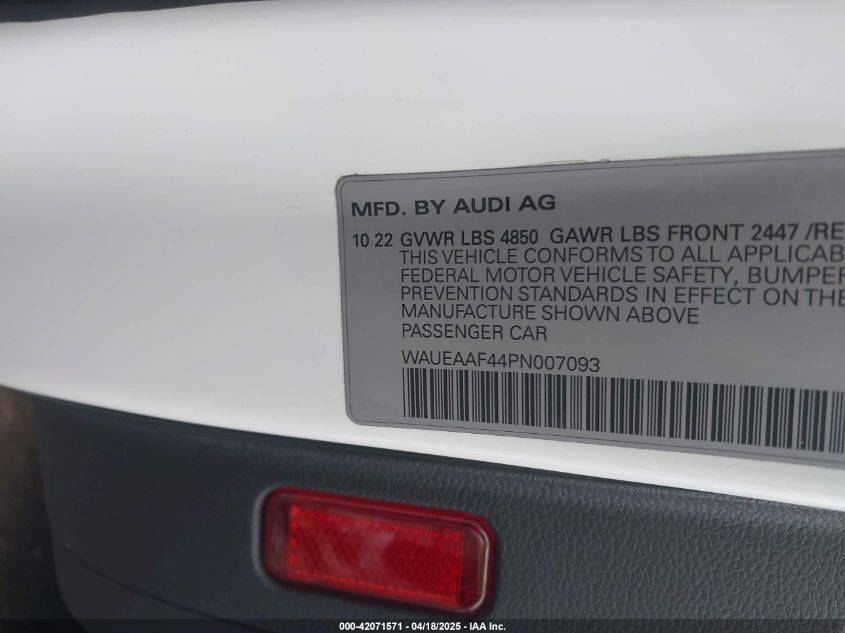 MFD. BY AUDI AG
10 22 GVWR LBS 4850 GAWR LBS FRONT 2447 /RE
THIS VEHICLE CONFORMS TO ALL APPLICAB
FEDERAL MOTOR VEHICLE SAFETY, BUMPER
PREVENTION STANDARDS IN EFFECT ON THE
MANUFACTURE SHOWN ABOVE
PASSENGER CAR
WAUEAAF44PN007093
000-42071571 - 04/18/2025 - IAA Inc.